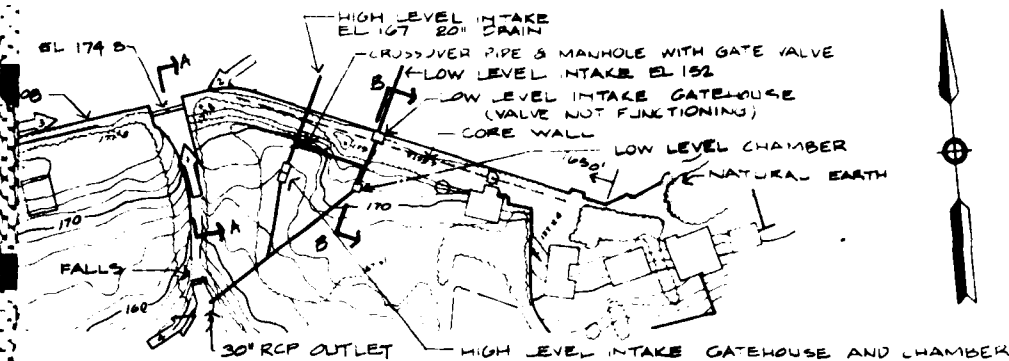 HIGH LEVEL INTAKE
EL 167 20" DRAIN
EL 174 8
A
CROSSOVER PIPE & MANHOLE WITH GATE VALVE
B
LOW LEVEL INTAKE EL 152
LOW LEVEL INTAKE GATEHOUSE
(VALVE NOT FUNCTIONING)
CORE WALL
LOW LEVEL CHAMBER
NATURAL EARTH
630'
170
170
A
B
FALLS
160
30" RCP OUTLET
HIGH LEVEL INTAKE GATEHOUSE AND CHAMBER